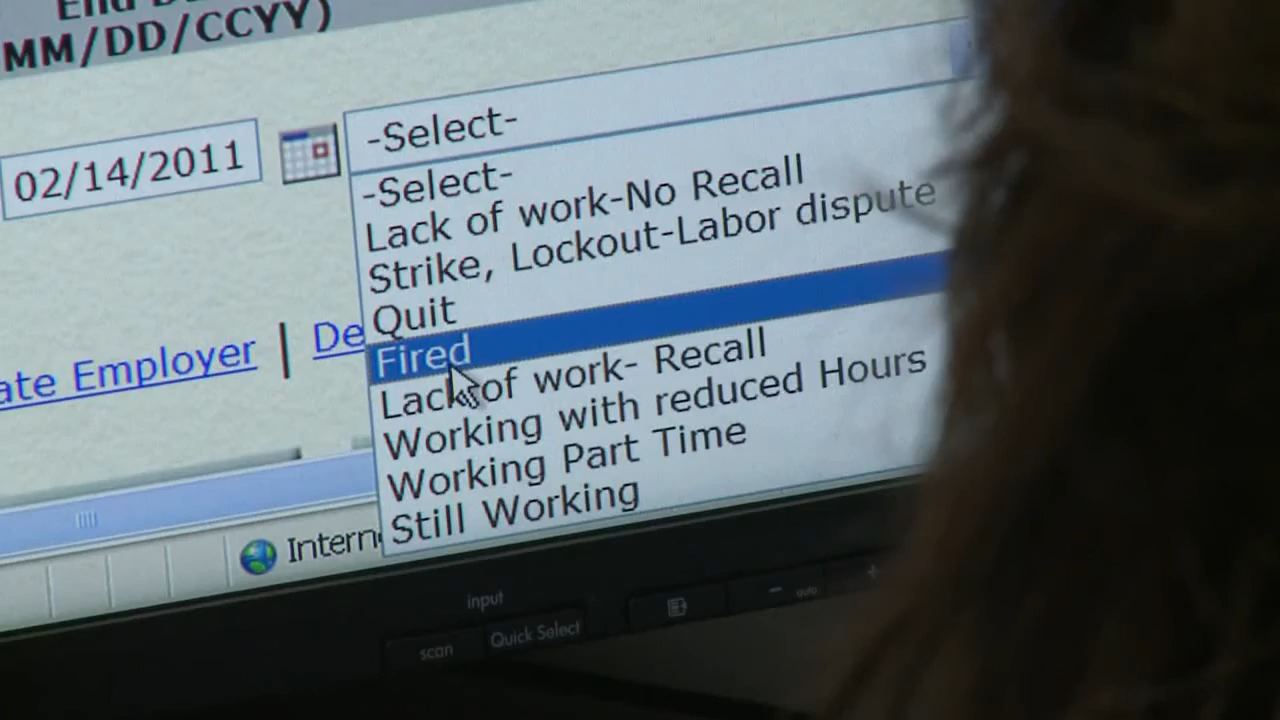 End
(MM/DD/CCYY)
02/14/2011
-Select-
-Select-
Lack of work-No Recall
Strike, Lockout-Labor dispute
Quit
Fired
Lack of work- Recall
Working with reduced Hours
Working Part Time
Still Working
ate Employer | De
Intern
input
scan
Quick Select
- auto +